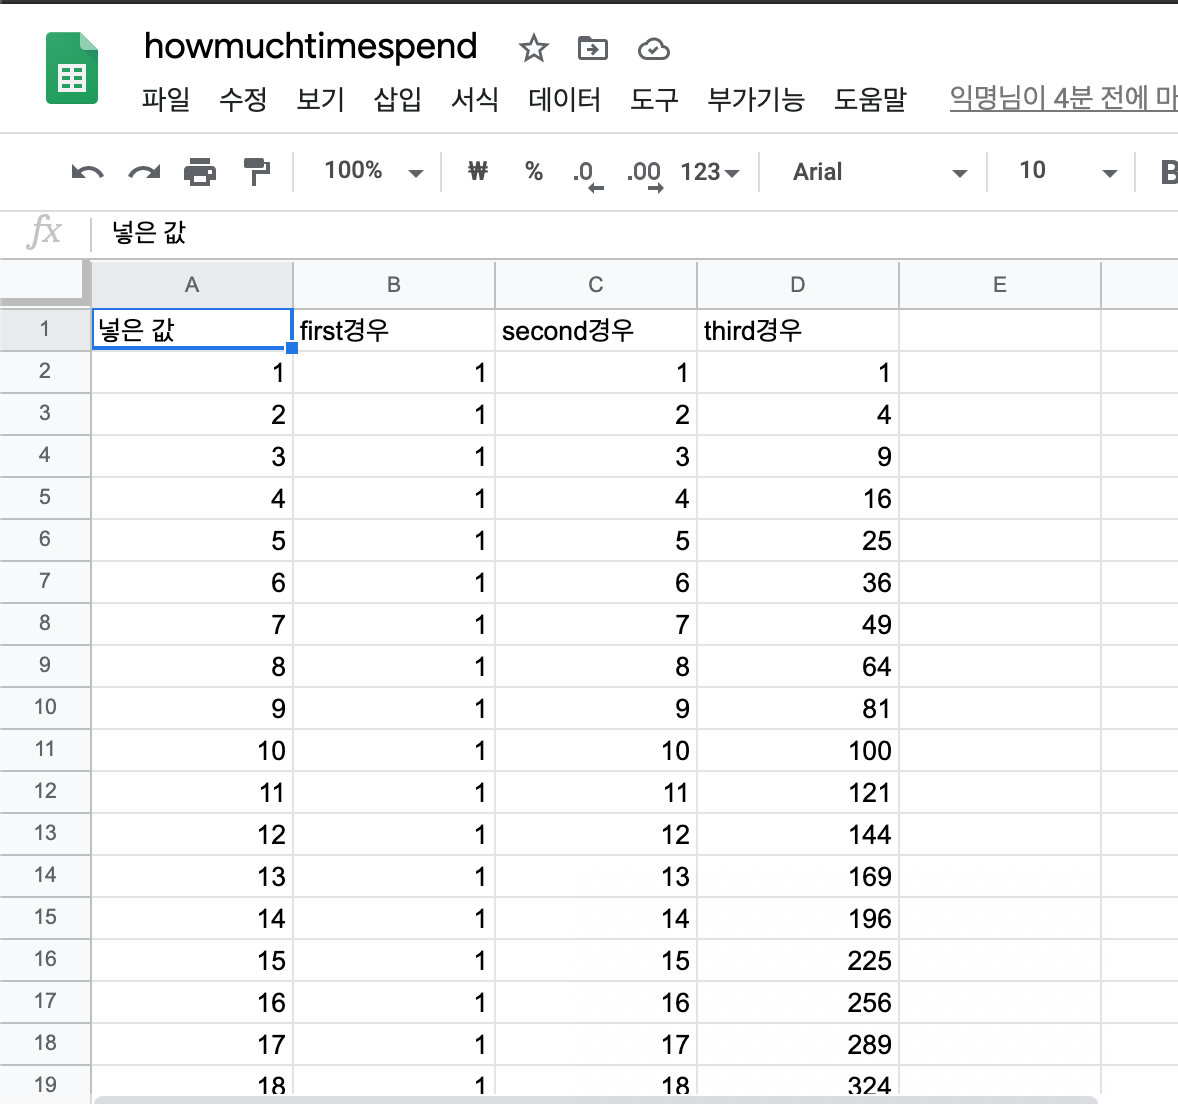 howmuchtimespend
파일 수정 보기 삽입 서식 데이터 도구 부가기능 도움말 익명님이 4분 전에 마
100% ₩ % .0 .00 123 Arial 10 B
fx 넣은 값
A B C D E
1 넣은 값 first경우 second경우 third경우
2 1 1 1 1
3 2 1 2 4
4 3 1 3 9
5 4 1 4 16
6 5 1 5 25
7 6 1 6 36
8 7 1 7 49
9 8 1 8 64
10 9 1 9 81
11 10 1 10 100
12 11 1 11 121
13 12 1 12 144
14 13 1 13 169
15 14 1 14 196
16 15 1 15 225
17 16 1 16 256
18 17 1 17 289
19 18 1 18 324